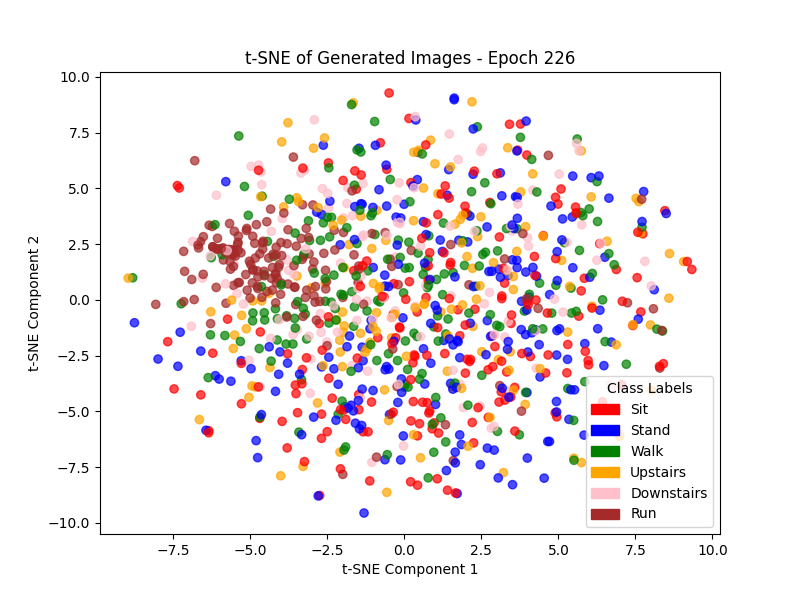 t-SNE of Generated Images - Epoch 226
t-SNE Component 2
10.0
7.5
5.0
2.5
0.0
−2.5
−5.0
−7.5
−10.0
Class Labels
Sit
Stand
Walk
Upstairs
Downstairs
Run
−7.5 −5.0 −2.5 0.0 2.5 5.0 7.5 10.0
t-SNE Component 1